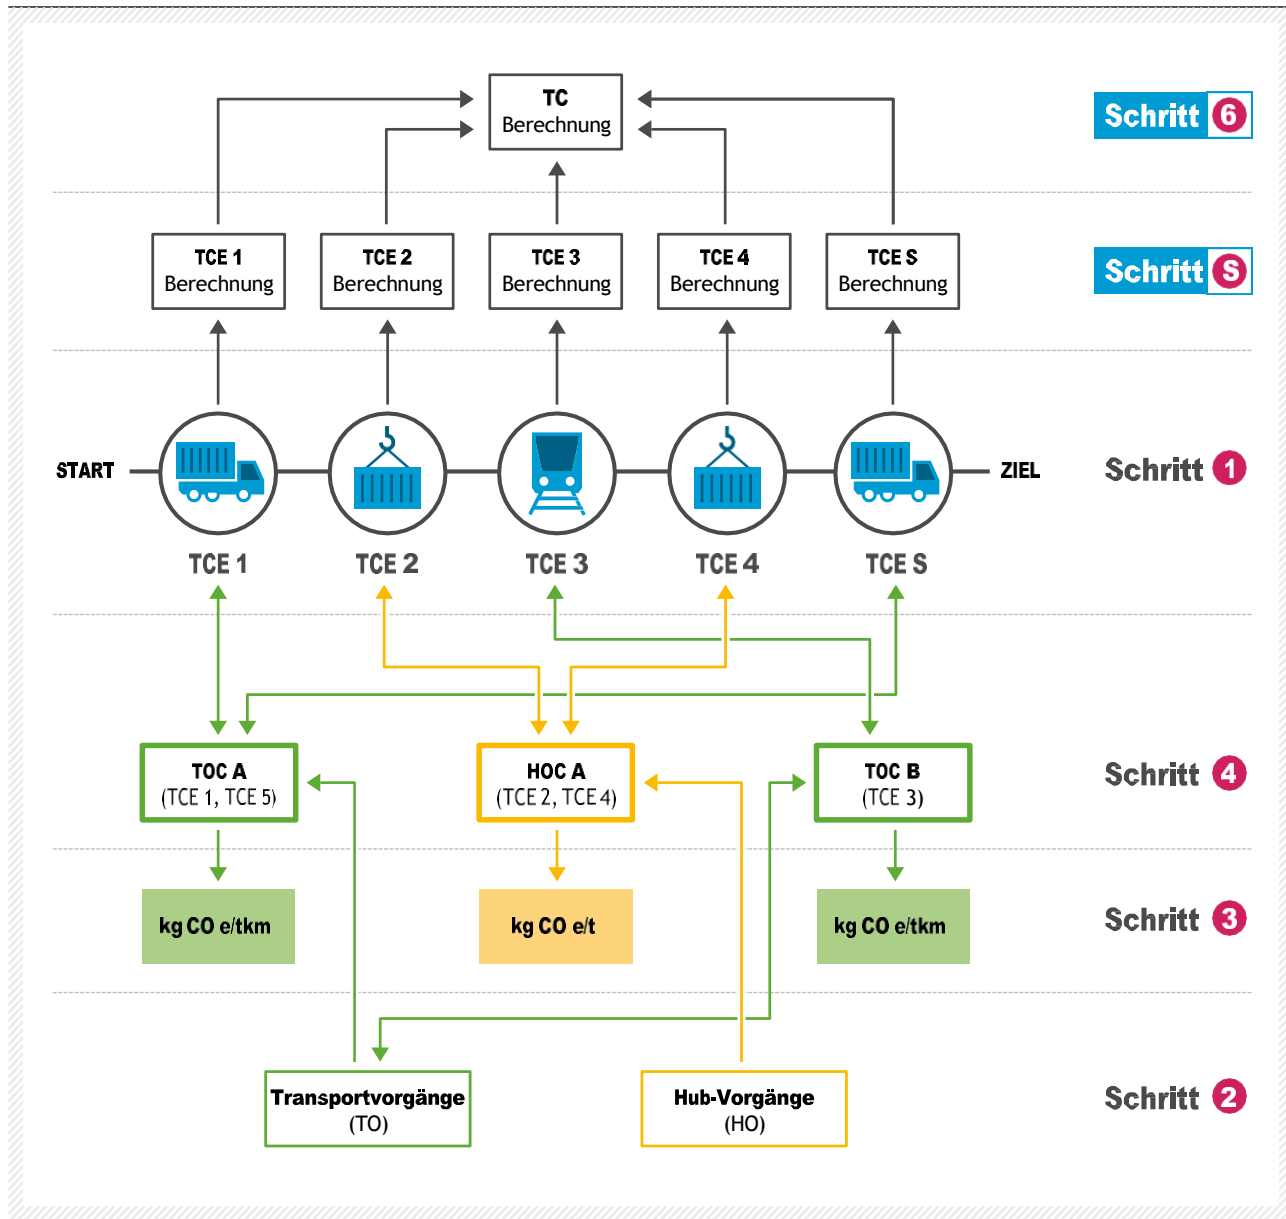 TC
Berechnung
Schritt 6
TCE 1
Berechnung
TCE 2
Berechnung
TCE 3
Berechnung
TCE 4
Berechnung
TCE S
Berechnung
Schritt S
START
ZIEL
Schritt 1
TCE 1
TCE 2
TCE 3
TCE 4
TCE S
TOC A
(TCE 1, TCE 5)
HOC A
(TCE 2, TCE 4)
TOC B
(TCE 3)
Schritt 4
kg CO e/tkm
kg CO e/t
kg CO e/tkm
Schritt 3
Transportvorgänge
(TO)
Hub-Vorgänge
(HO)
Schritt 2